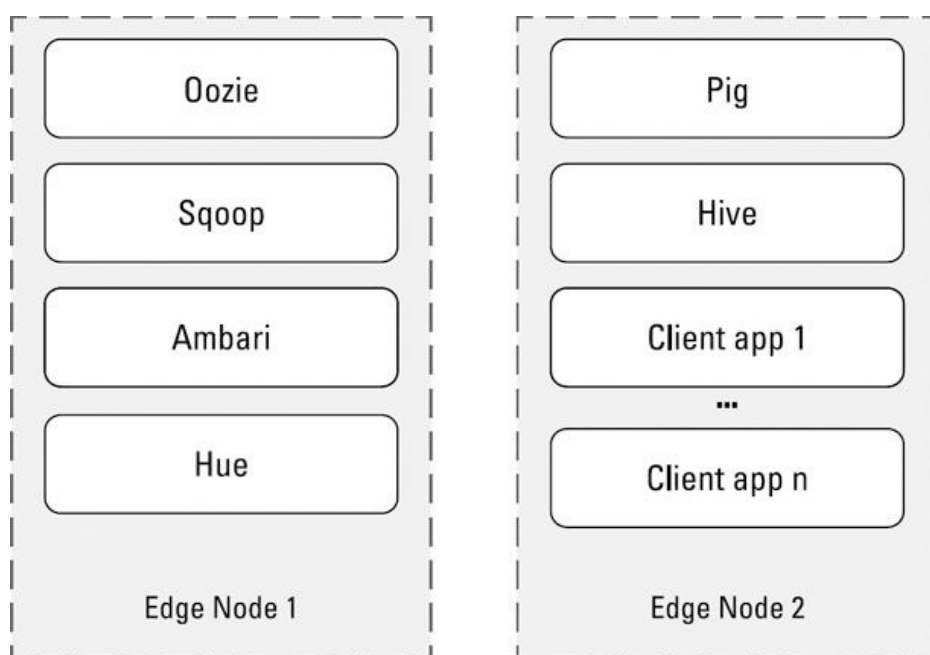 Oozie
Sqoop
Ambari
Hue
Edge Node 1
Pig
Hive
Client app 1
...
Client app n
Edge Node 2